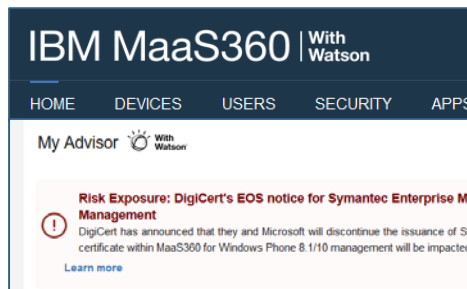 IBM MaaS360 | With Watson
HOME DEVICES USERS SECURITY APPS
My Advisor With Watson
Risk Exposure: DigiCert's EOS notice for Symantec Enterprise M
Management
DigiCert has announced that they and Microsoft will discontinue the issuance of S
certificate within MaaS360 for Windows Phone 8.1/10 management will be impacted
Learn more